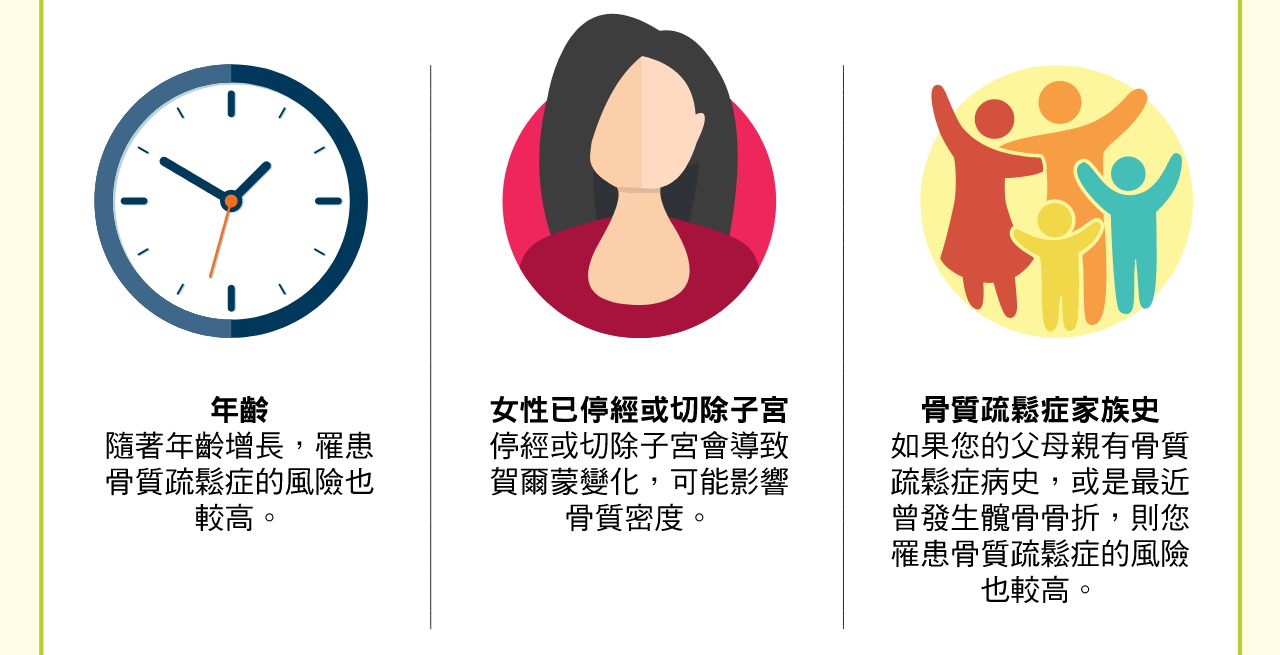 年齡
隨著年齡增長，罹患
骨質疏鬆症的風險也
較高。
女性已停經或切除子宮
停經或切除子宮會導致
賀爾蒙變化，可能影響
骨質密度。
骨質疏鬆症家族史
如果您的父母親有骨質
疏鬆症病史，或是最近
曾發生髖骨骨折，則您
罹患骨質疏鬆症的風險
也較高。